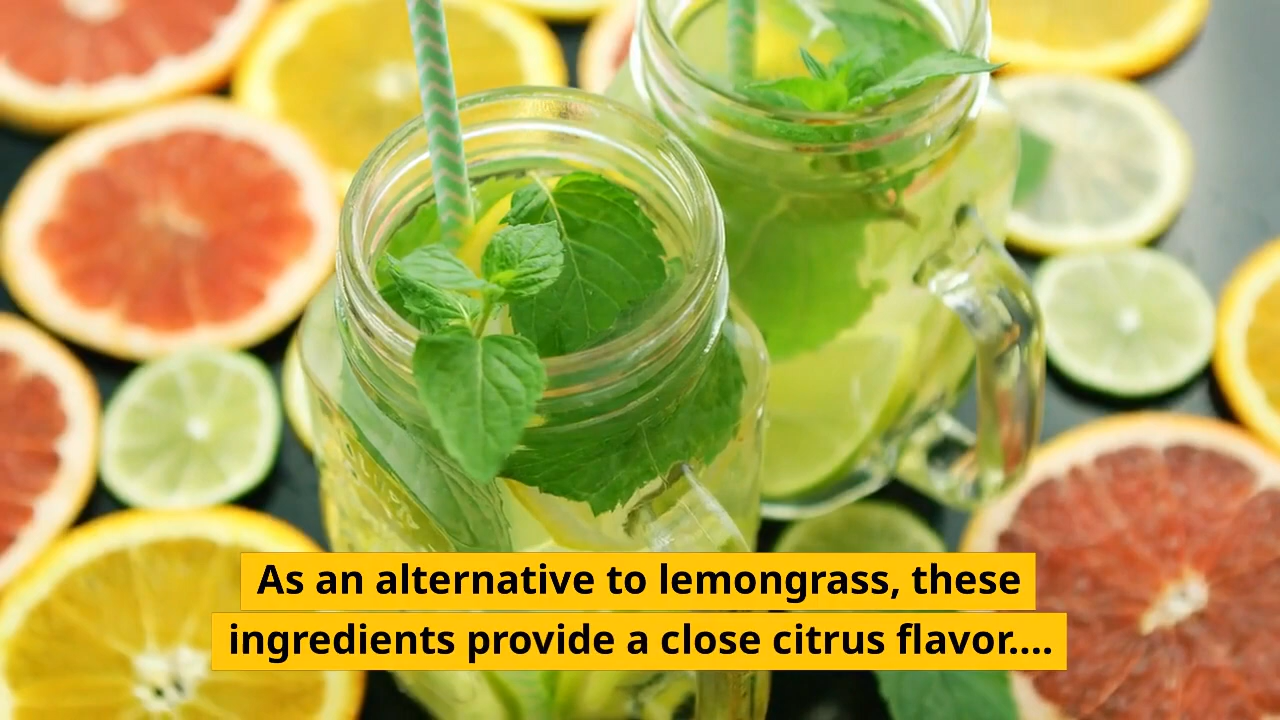 As an alternative to lemongrass, these
ingredients provide a close citrus flavor....